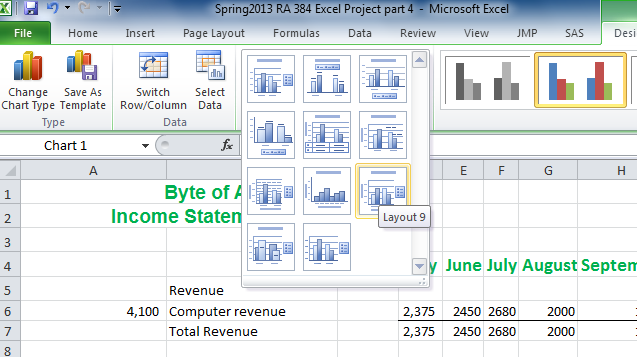 Spring2013 RA 384 Excel Project part 4 - Microsoft Excel
File Home Insert Page Layout Formulas Data Review View JMP SAS
Change Chart Type Save As Template Switch Row/Column Select Data
Type Data
Chart 1 fx
A E F G H
1 Byte of
2 Income
Layout 9
3
4 June July August
5 Revenue
6 4,100 Computer revenue 2,375 2450 2680 2000
7 Total Revenue 2,375 2450 2680 2000